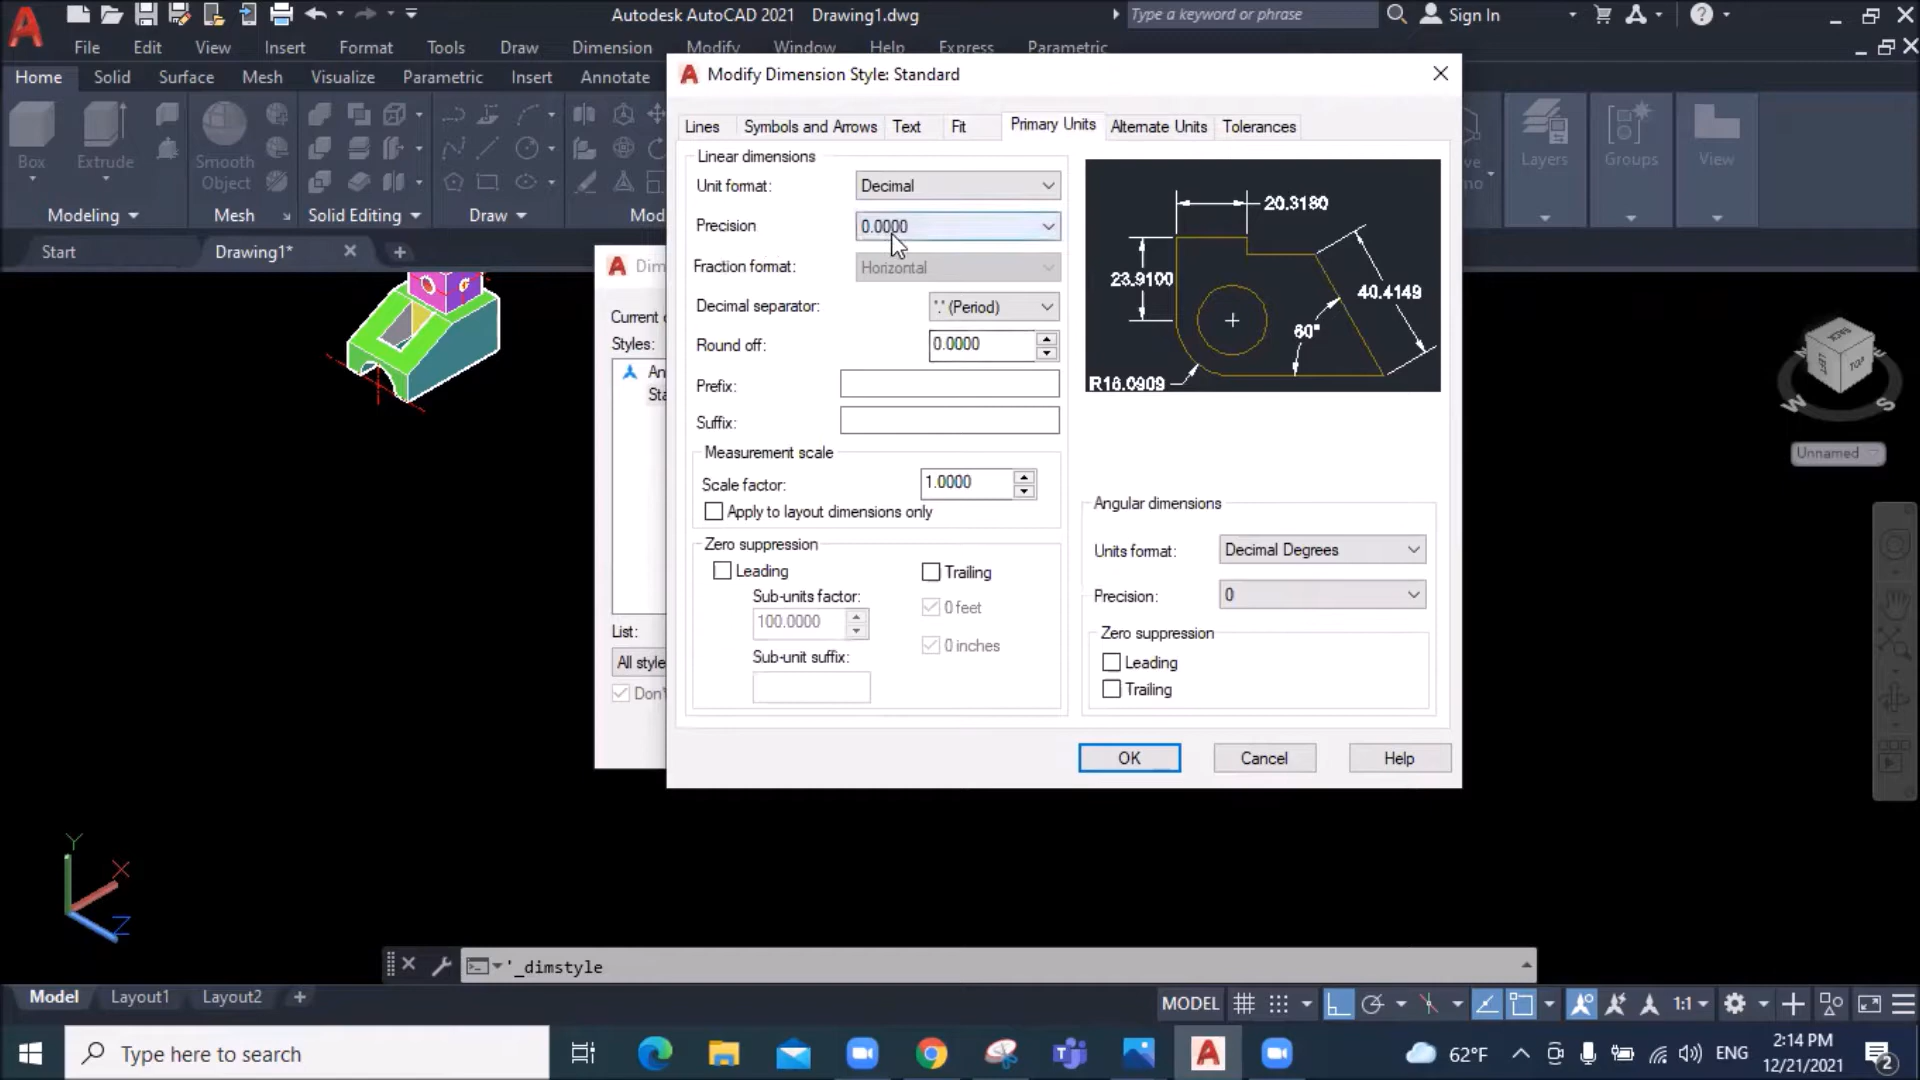 Autodesk AutoCAD 2021 Drawing1.dwg
Type a keyword or phrase
Sign In
File Edit View Insert Format Tools Draw Dimension Modify Window Help Express Parametric
Home Solid Surface Mesh Visualize Parametric Insert Annotate
Box
Extrude
Smooth
Object
Layers
Groups
View
Modeling
Mesh
Solid Editing
Draw
Start
Drawing1*
Styles:
List:
Modify Dimension Style: Standard
Lines Symbols and Arrows Text Fit Primary Units Alternate Units Tolerances
Linear dimensions
Unit format: Decimal
Precision 0.0000
Fraction format: Horizontal
Decimal separator: '.' (Period)
Round off: 0.0000
Prefix:
Suffix:
Measurement scale
Scale factor: 1.0000
Apply to layout dimensions only
Zero suppression
Leading
Trailing
Sub-units factor:
100.0000
0 feet
0 inches
Sub-unit suffix:
20.3180
23.9100
40.4149
60°
R16.0909
Angular dimensions
Units format: Decimal Degrees
Precision: 0
Zero suppression
Leading
Trailing
OK Cancel Help
BACK
LEFT
TOP
W
S
Unnamed
Y
X
Z
'_dimstyle
Model Layout1 Layout2
MODEL
1:1
Type here to search
62°F
ENG
2:14 PM
12/21/2021
2